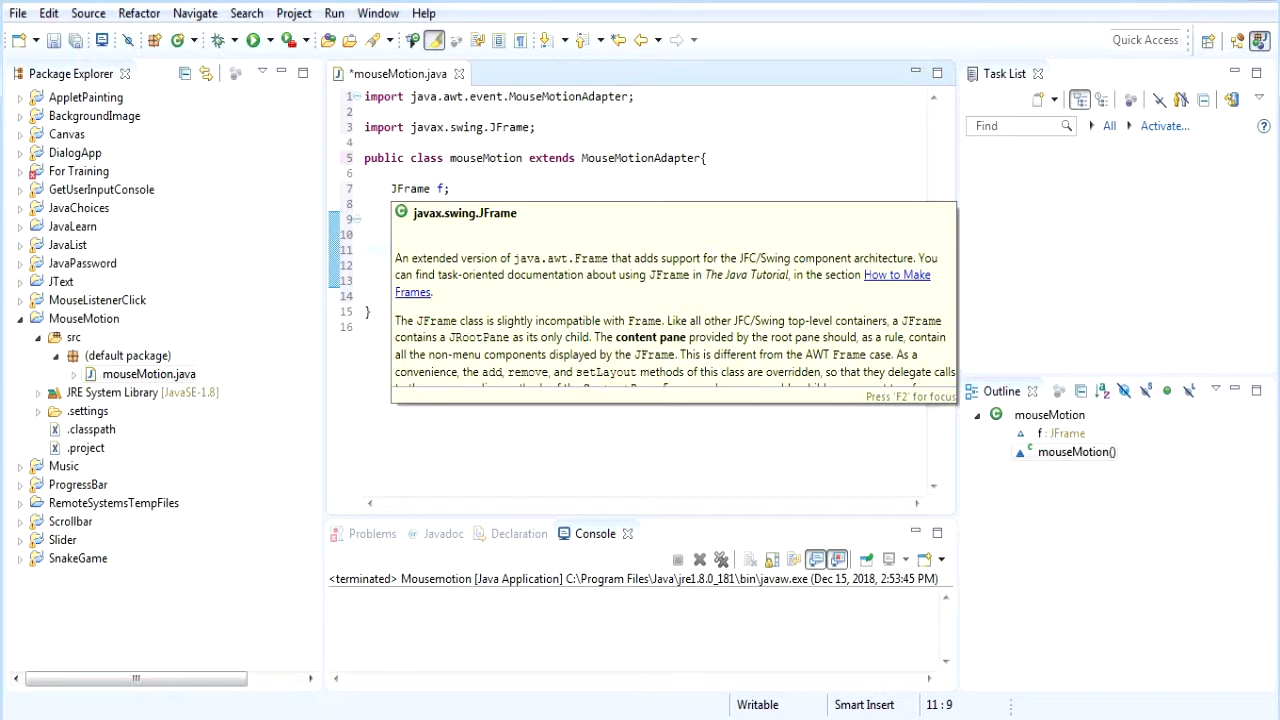 File Edit Source Refactor Navigate Search Project Run Window Help
Quick Access
Package Explorer
AppletPainting
BackgroundImage
Canvas
DialogApp
For Training
GetUserInputConsole
JavaChoices
JavaLearn
JavaList
JavaPassword
JText
MouseListenerClick
MouseMotion
src
(default package)
mouseMotion.java
JRE System Library [JavaSE-1.8]
.settings
.classpath
.project
Music
ProgressBar
RemoteSystemsTempFiles
Scrollbar
Slider
SnakeGame
*mouseMotion.java
1 import java.awt.event.MouseMotionAdapter;
2
3 import javax.swing.JFrame;
4
5 public class mouseMotion extends MouseMotionAdapter{
6
7 JFrame f;
8
9
10
11
12
13
14
15 }
16
javax.swing.JFrame
An extended version of java.awt.Frame that adds support for the JFC/Swing component architecture. You
can find task-oriented documentation about using JFrame in The Java Tutorial, in the section How to Make
Frames.
The JFrame class is slightly incompatible with Frame. Like all other JFC/Swing top-level containers, a JFrame
contains a JRootPane as its only child. The content pane provided by the root pane should, as a rule, contain
all the non-menu components displayed by the JFrame. This is different from the AWT Frame case. As a
convenience, the add, remove, and setLayout methods of this class are overridden, so that they delegate calls
Press 'F2' for focus
Problems Javadoc Declaration Console
<terminated> Mousemotion [Java Application] C:\Program Files\Java\jre1.8.0_181\bin\javaw.exe (Dec 15, 2018, 2:53:45 PM)
Task List
Find All Activate...
Outline
mouseMotion
f : JFrame
mouseMotion()
Writable Smart Insert 11 : 9